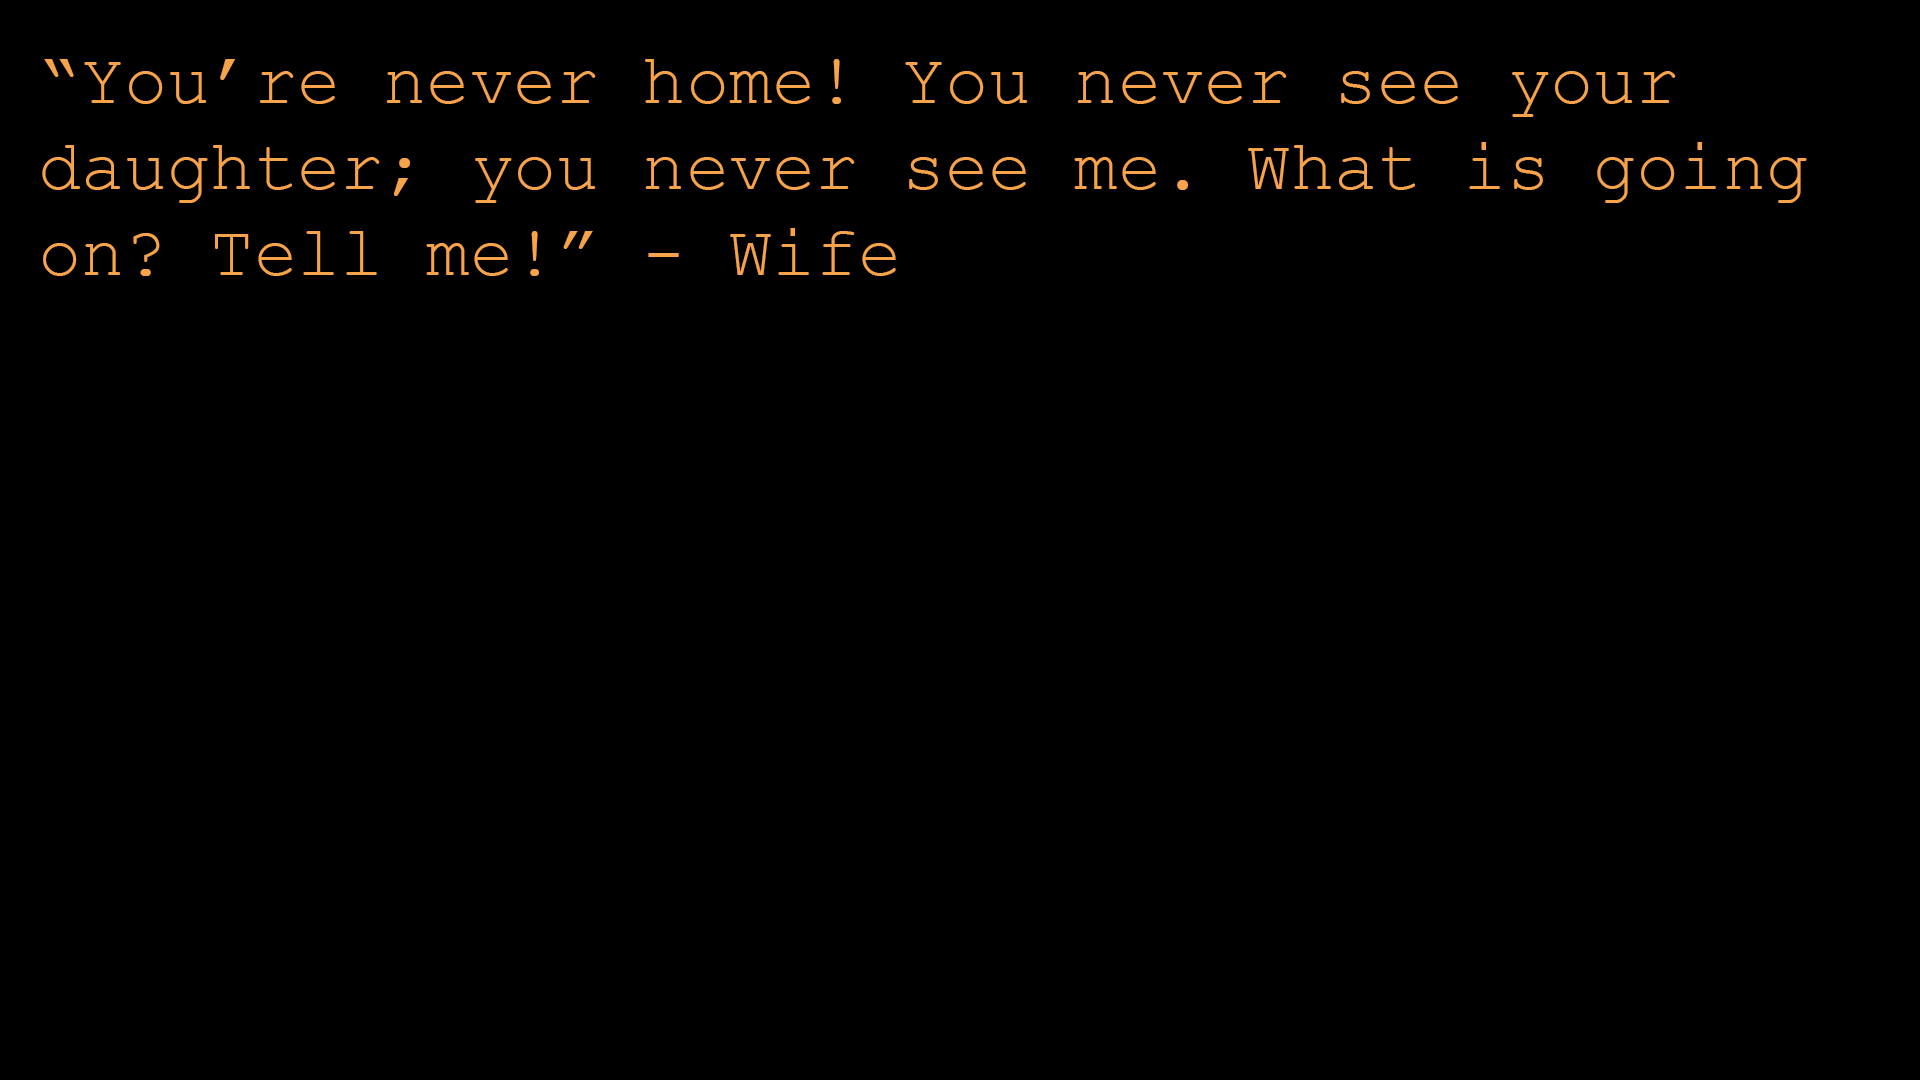 “You’re never home! You never see your
daughter; you never see me. What is going
on? Tell me!” - Wife